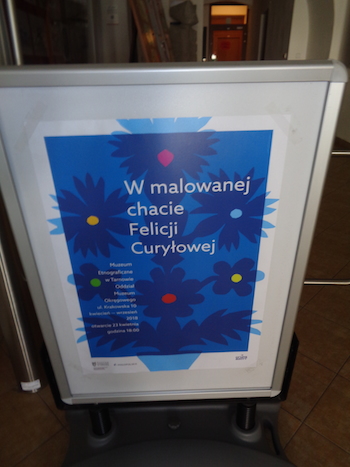 W malowanej
chacie
Felicji
Curyłowej
Muzeum
Etnograficzne
w Tarnowie
Oddział
Muzeum
Okręgowego
ul. Krakowska 10
kwiecień – wrzesień
2018
otwarcie 23 kwietnia
godzina 18:00